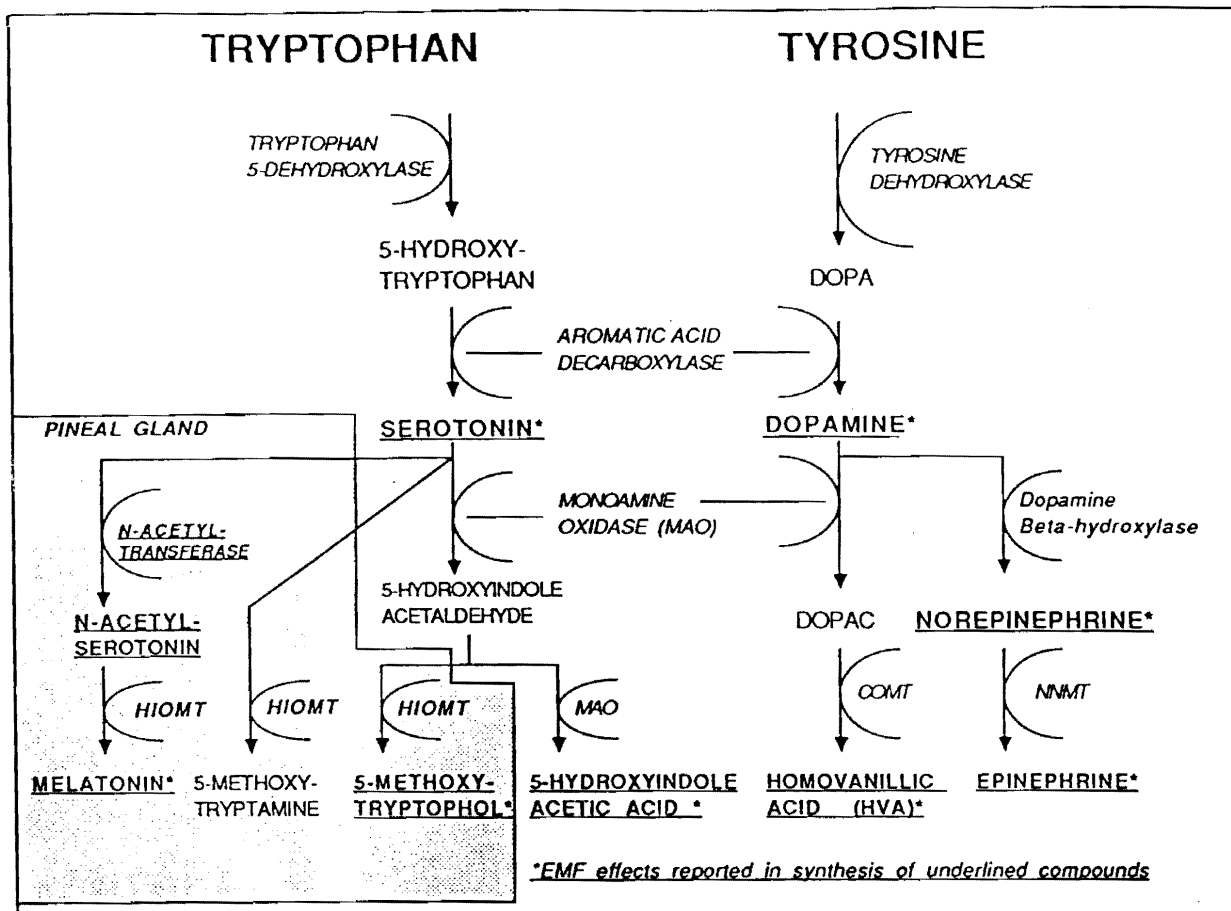 TRYPTOPHAN
TYROSINE
TRYPTOPHAN
5-DEHYDROXYLASE
TYROSINE
DEHYDROXYLASE
5-HYDROXY-
TRYPTOPHAN
DOPA
AROMATIC ACID
DECARBOXYLASE
PINEAL GLAND
SEROTONIN*
DOPAMINE*
N-ACETYL-
TRANSFERASE
MONOAMINE
OXIDASE (MAO)
Dopamine
Beta-hydroxylase
5-HYDROXYINDOLE
ACETALDEHYDE
N-ACETYL-
SEROTONIN
DOPAC
NOREPINEPHRINE*
HIOMT
HIOMT
HIOMT
MAO
COMT
NNMT
MELATONIN*
5-METHOXY-
TRYPTAMINE
5-METHOXY-
TRYPTOPHOL*
5-HYDROXYINDOLE
ACETIC ACID *
HOMOVANILLIC
ACID (HVA)*
EPINEPHRINE*
*EMF effects reported in synthesis of underlined compounds